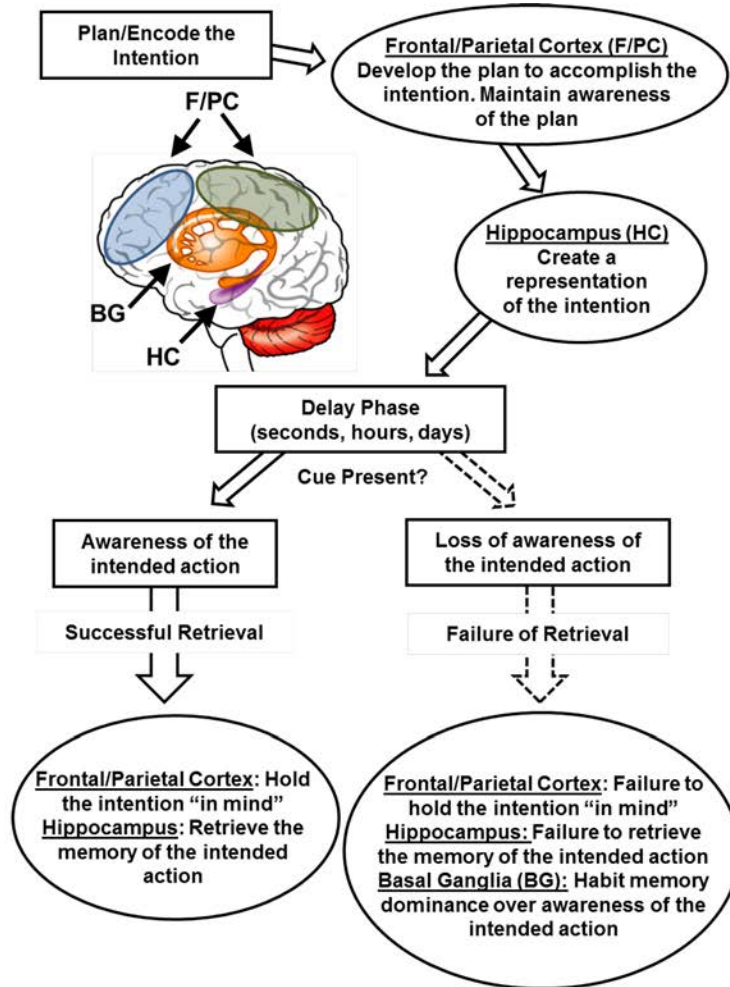 Plan/Encode the
Intention
Frontal/Parietal Cortex (F/PC)
Develop the plan to accomplish the
intention. Maintain awareness
of the plan
F/PC
BG
HC
Hippocampus (HC)
Create a
representation
of the intention
Delay Phase
(seconds, hours, days)
Cue Present?
Awareness of the
intended action
Loss of awareness of
the intended action
Successful Retrieval
Failure of Retrieval
Frontal/Parietal Cortex: Hold
the intention “in mind”
Hippocampus: Retrieve the
memory of the intended
action
Frontal/Parietal Cortex: Failure to
hold the intention “in mind”
Hippocampus: Failure to retrieve
the memory of the intended action
Basal Ganglia (BG): Habit memory
dominance over awareness of the
intended action